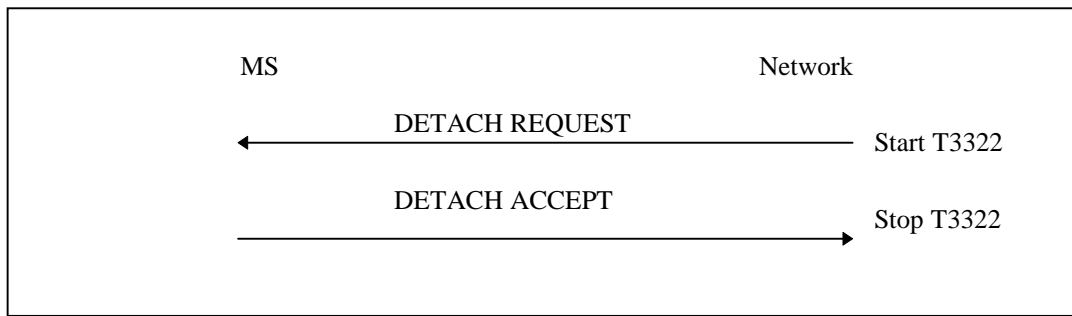 MS Network
DETACH REQUEST
Start T3322
DETACH ACCEPT
Stop T3322